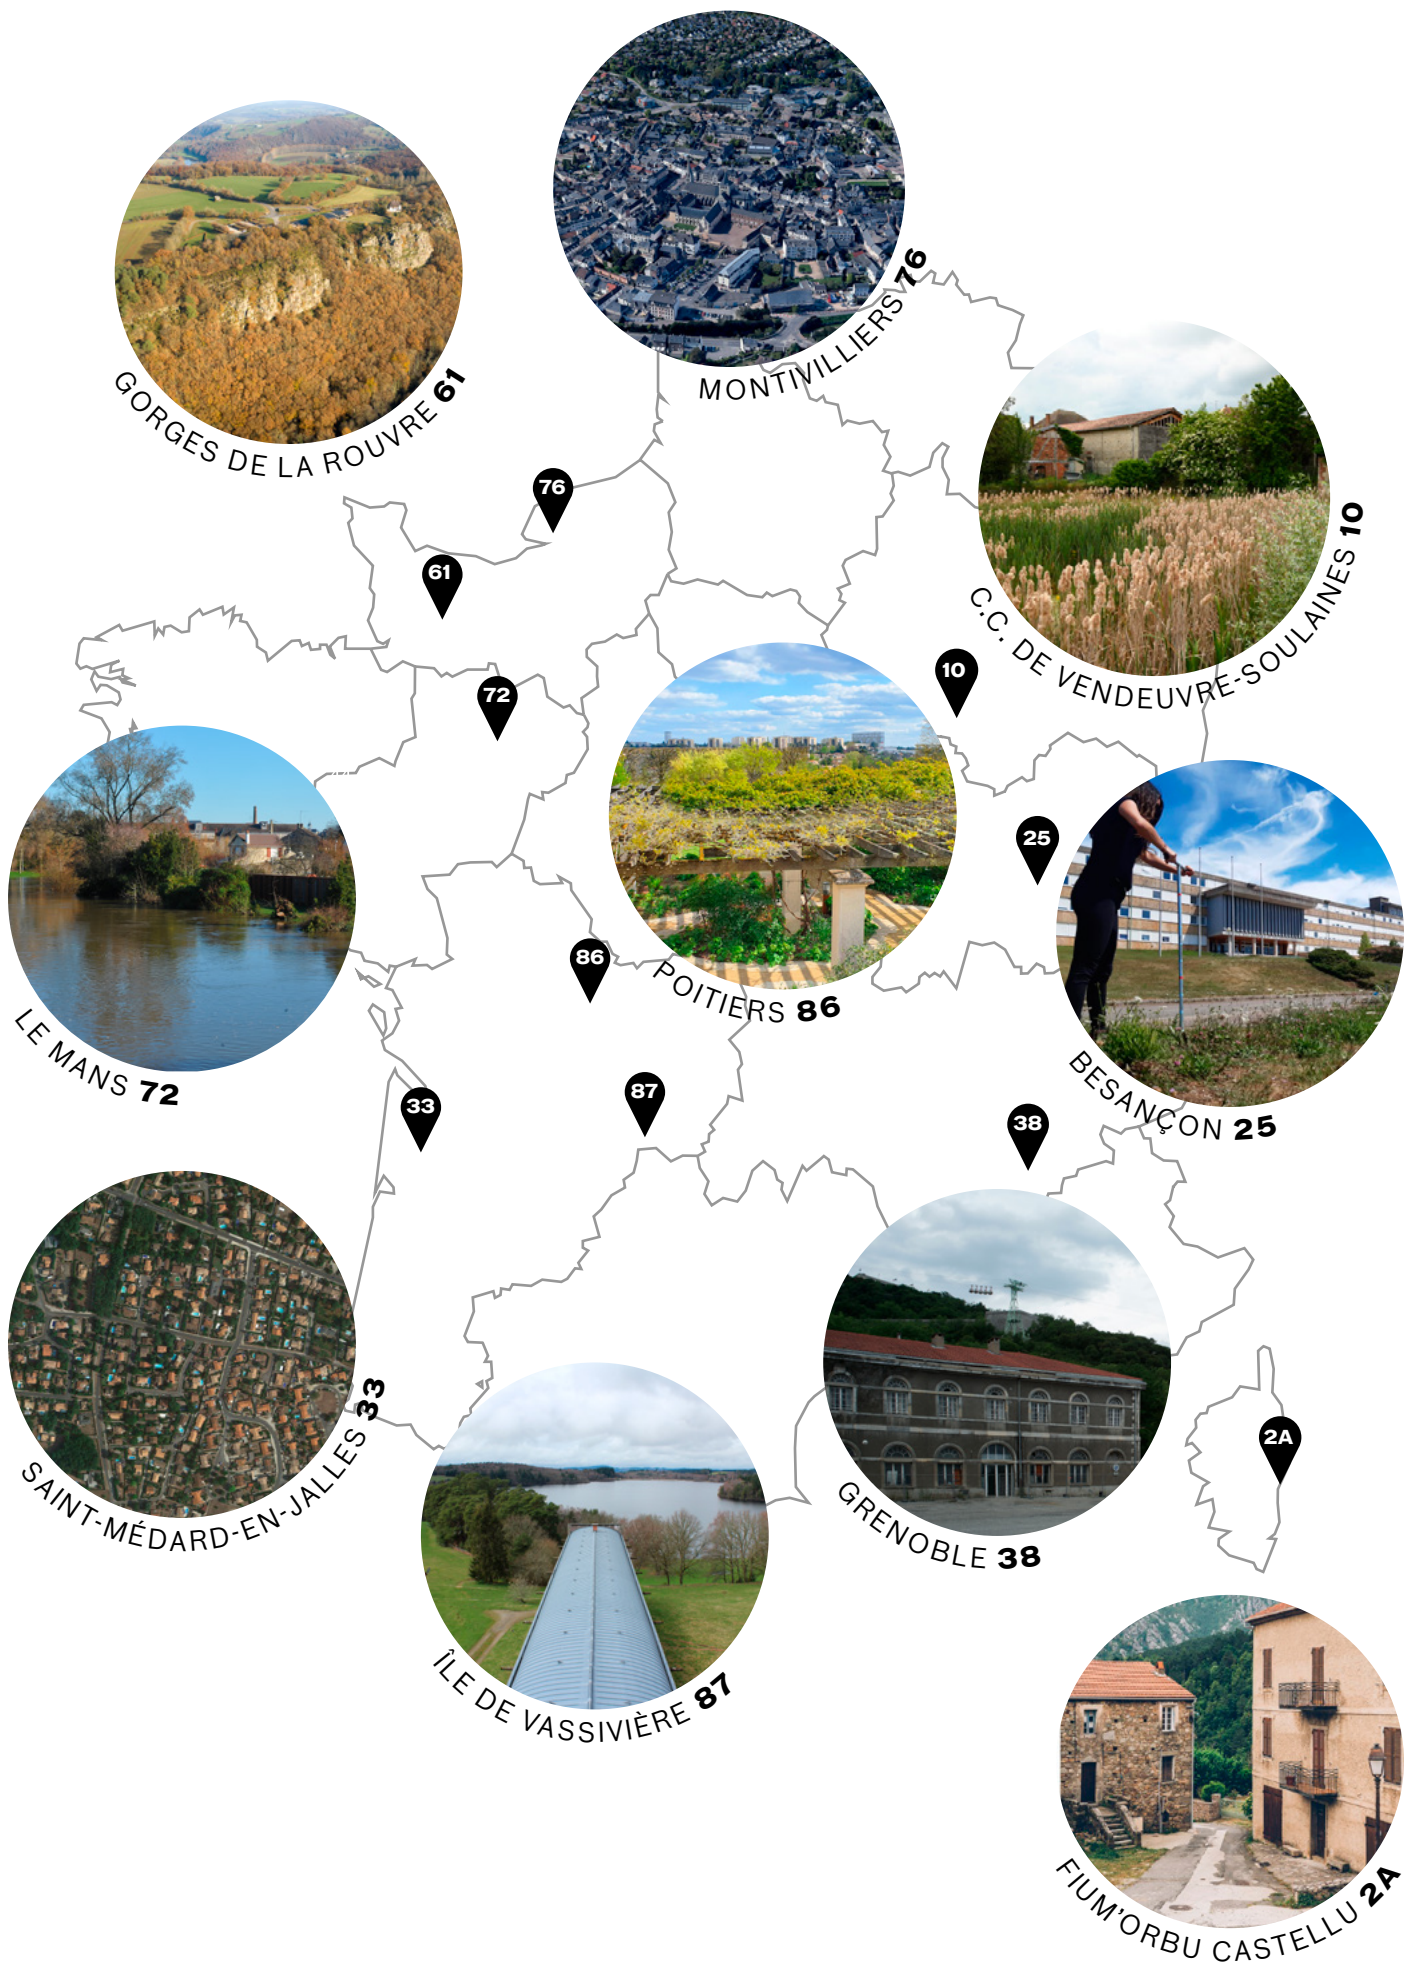 MONTIVILLIERS 76
GORGES DE LA ROUVRE 61
C.C. DE VENDEUVRE-SOULAINES 10
76
61
10
72
25
86
POITIERS 86
LE MANS 72
BESANÇON 25
33
87
38
SAINT-MÉDARD-EN-JALLES 33
2A
GRENOBLE 38
ÎLE DE VASSIVIÈRE 87
FIUM'ORBU CASTELLU 2A